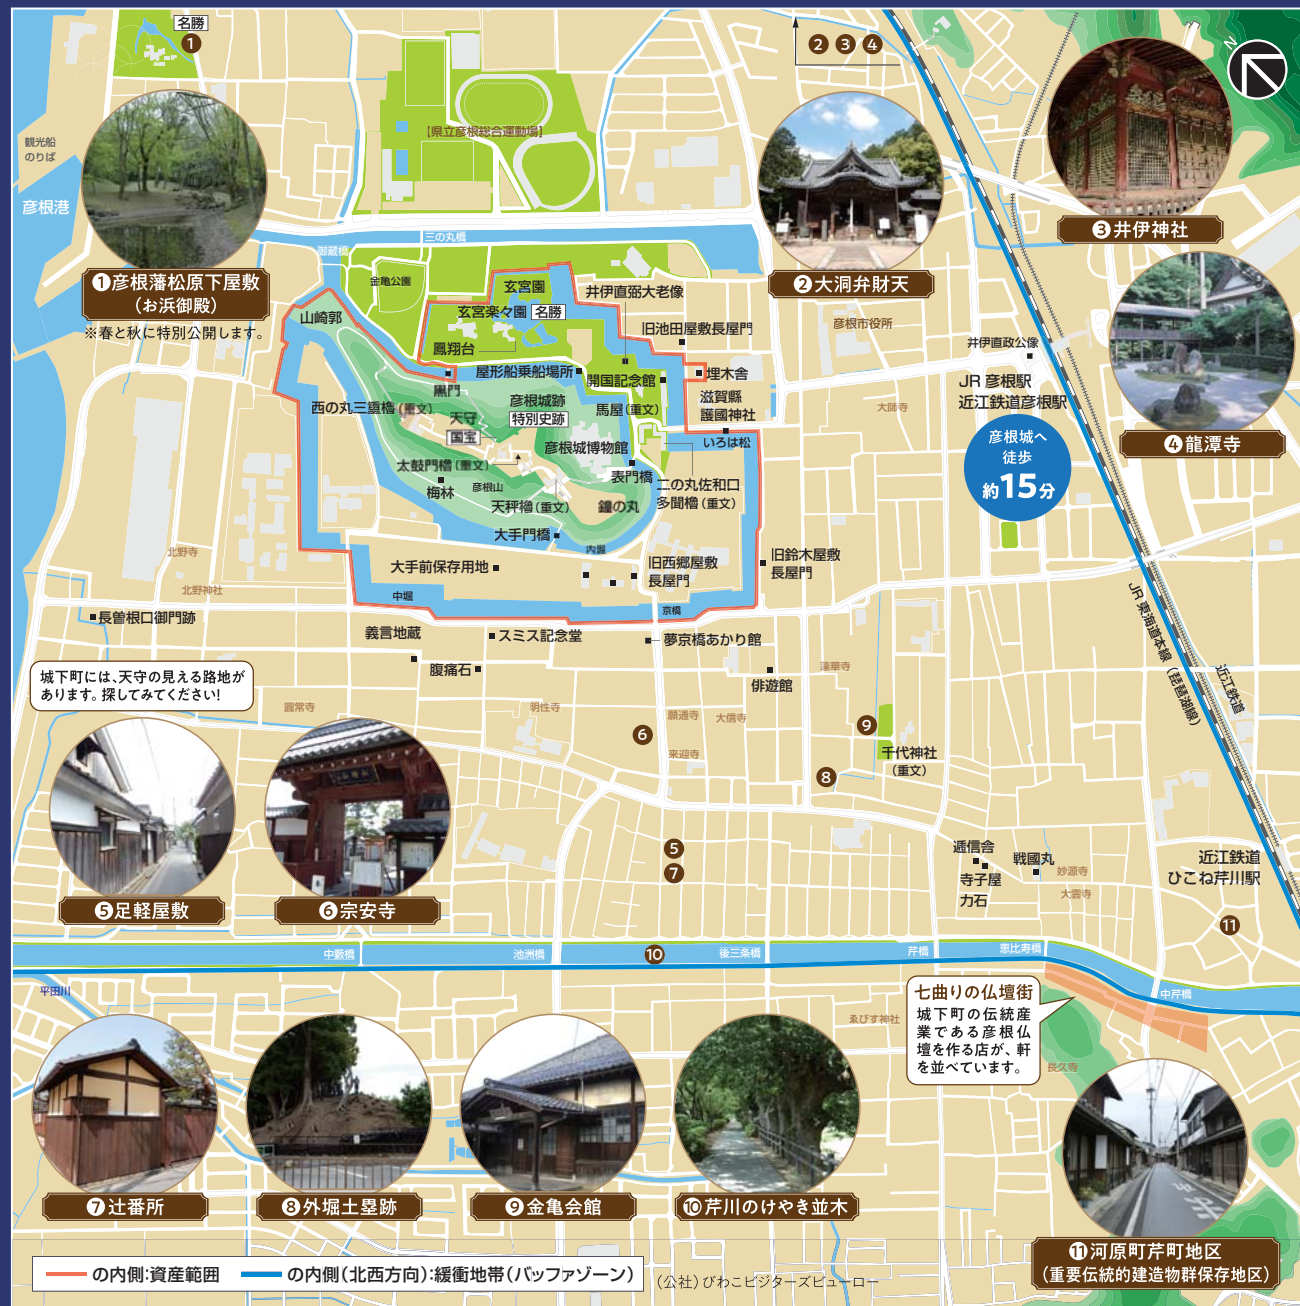 名勝
1
2 3 4
N
観光船
のりば
彦根港
【県立彦根総合運動場】
❸井伊神社
❷大洞弁財天
❶彦根藩松原下屋敷
(お浜御殿)
※春と秋に特別公開します。
御蔵橋
三の丸橋
金亀公園
玄宮園
玄宮楽々園 名勝
鳳翔台
井伊直弼大老像
旧池田屋敷長屋門
彦根市役所
井伊直政公像
JR 彦根駅
近江鉄道彦根駅
❹龍潭寺
山崎郭
黒門
屋形船乗船場所
開国記念館
埋木舎
滋賀縣
護國神社
大師寺
彦根城へ
徒歩
約15分
西の丸三重櫓(重文)
天守
国宝
彦根城跡
特別史跡
馬屋(重文)
いろは松
彦根城博物館
太鼓門櫓(重文)
表門橋
梅林
彦根山
二の丸佐和口
多聞櫓(重文)
天秤櫓(重文)
鐘の丸
大手門橋
内堀
北野寺
北野神社
大手前保存用地
旧西郷屋敷
長屋門
旧鈴木屋敷
長屋門
中堀
京橋
長曽根口御門跡
義言地蔵
スミス記念堂
夢京橋あかり館
腹痛石
俳遊館
蓮華寺
JR 東海道本線(琵琶湖線)
近江鉄道
城下町には、天守の見える路地が
あります。探してみてください!
圓常寺
明性寺
願通寺
大信寺
来迎寺
6
9
千代神社
(重文)
8
5
7
逓信舎
寺子屋
力石
戦國丸
妙源寺
大雲寺
近江鉄道
ひこね芹川駅
11
❺足軽屋敷
❻宗安寺
中藪橋
池洲橋
10
後三条橋
芹橋
恵比寿橋
中芹橋
平田川
七曲りの仏壇街
城下町の伝統産
業である彦根仏
壇を作る店が、軒
を並べています。
ゑびす神社
長久寺
❼辻番所
❽外堀土塁跡
❾金亀会館
❿芹川のけやき並木
⓫河原町芹町地区
(重要伝統的建造物群保存地区)
の内側:資産範囲
の内側(北西方向):緩衝地帯(バッファゾーン)
(公社)びわこビジターズビューロー